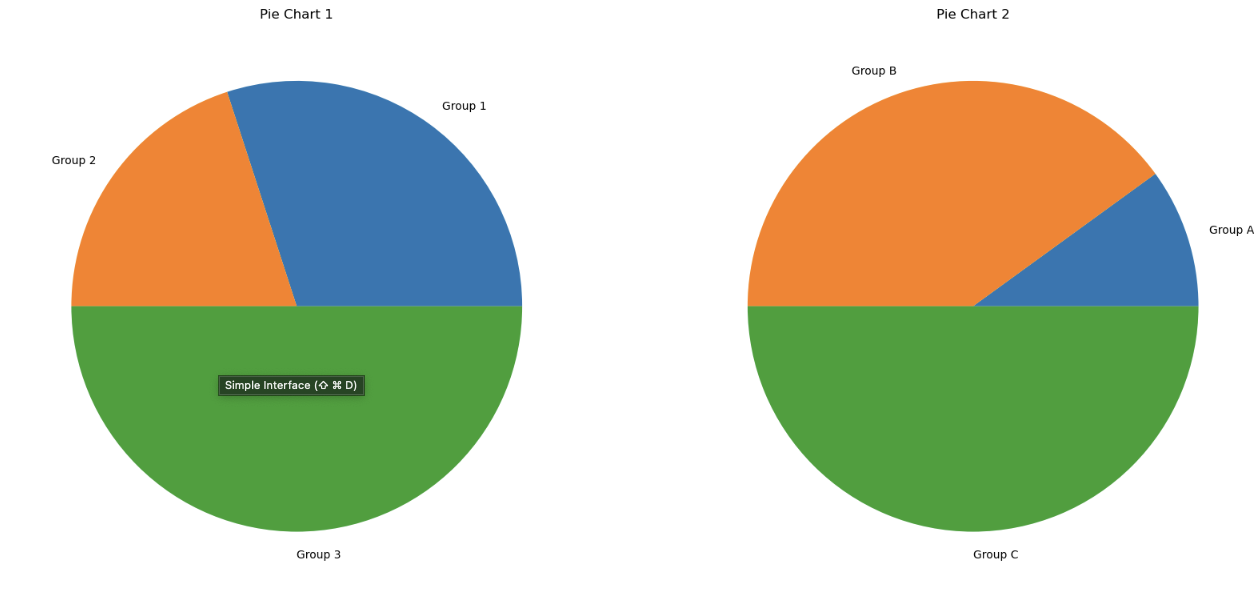 Pie Chart 1
Group 1
Group 2
Simple Interface (⇧ ⌘ D)
Group 3
Pie Chart 2
Group B
Group A
Group C